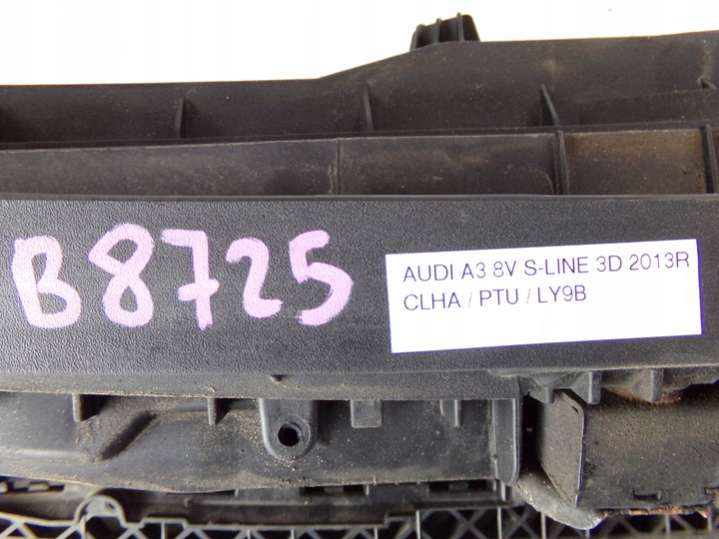 B8725
AUDI A3 8V S-LINE 3D 2013R
CLHA / PTU / LY9B